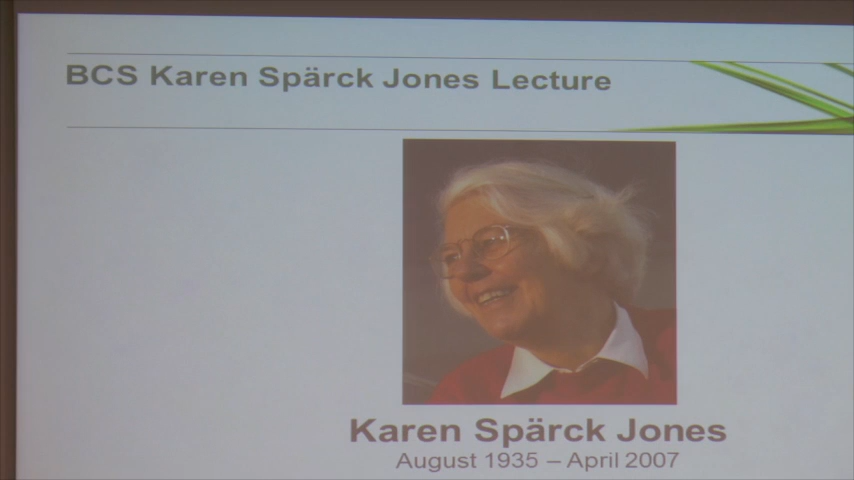 BCS Karen Spärck Jones Lecture
Karen Spärck Jones
August 1935 – April 2007